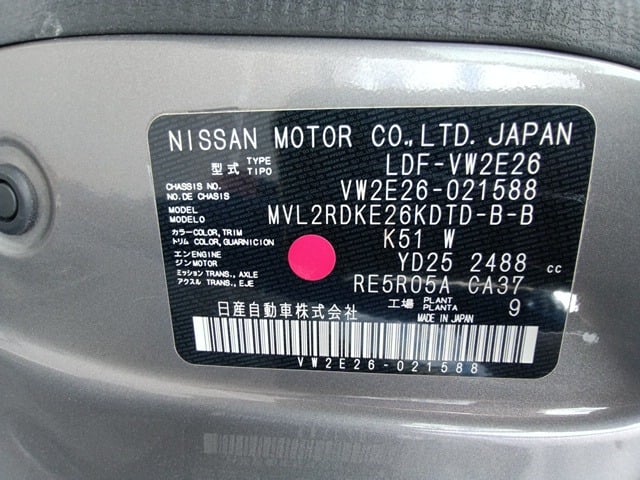 NISSAN MOTOR CO.,LTD. JAPAN
型式 TYPE TIPO LDF-VW2E26
CHASSIS NO. NO.DE CHASIS VW2E26-021588
MODEL MODELO MVL2RDKE26KDTD-B-B
カラー COLOR, TRIM
トリム COLOR, GUARNICION K51 W
エンジン ENGINE MOTOR YD25 2488 cc
ミッション TRANS., AXLE
アクスル TRANS., EJE RE5R05A CA37
日産自動車株式会社 工場 PLANT PLANTA 9
MADE IN JAPAN
VW2E26-021588